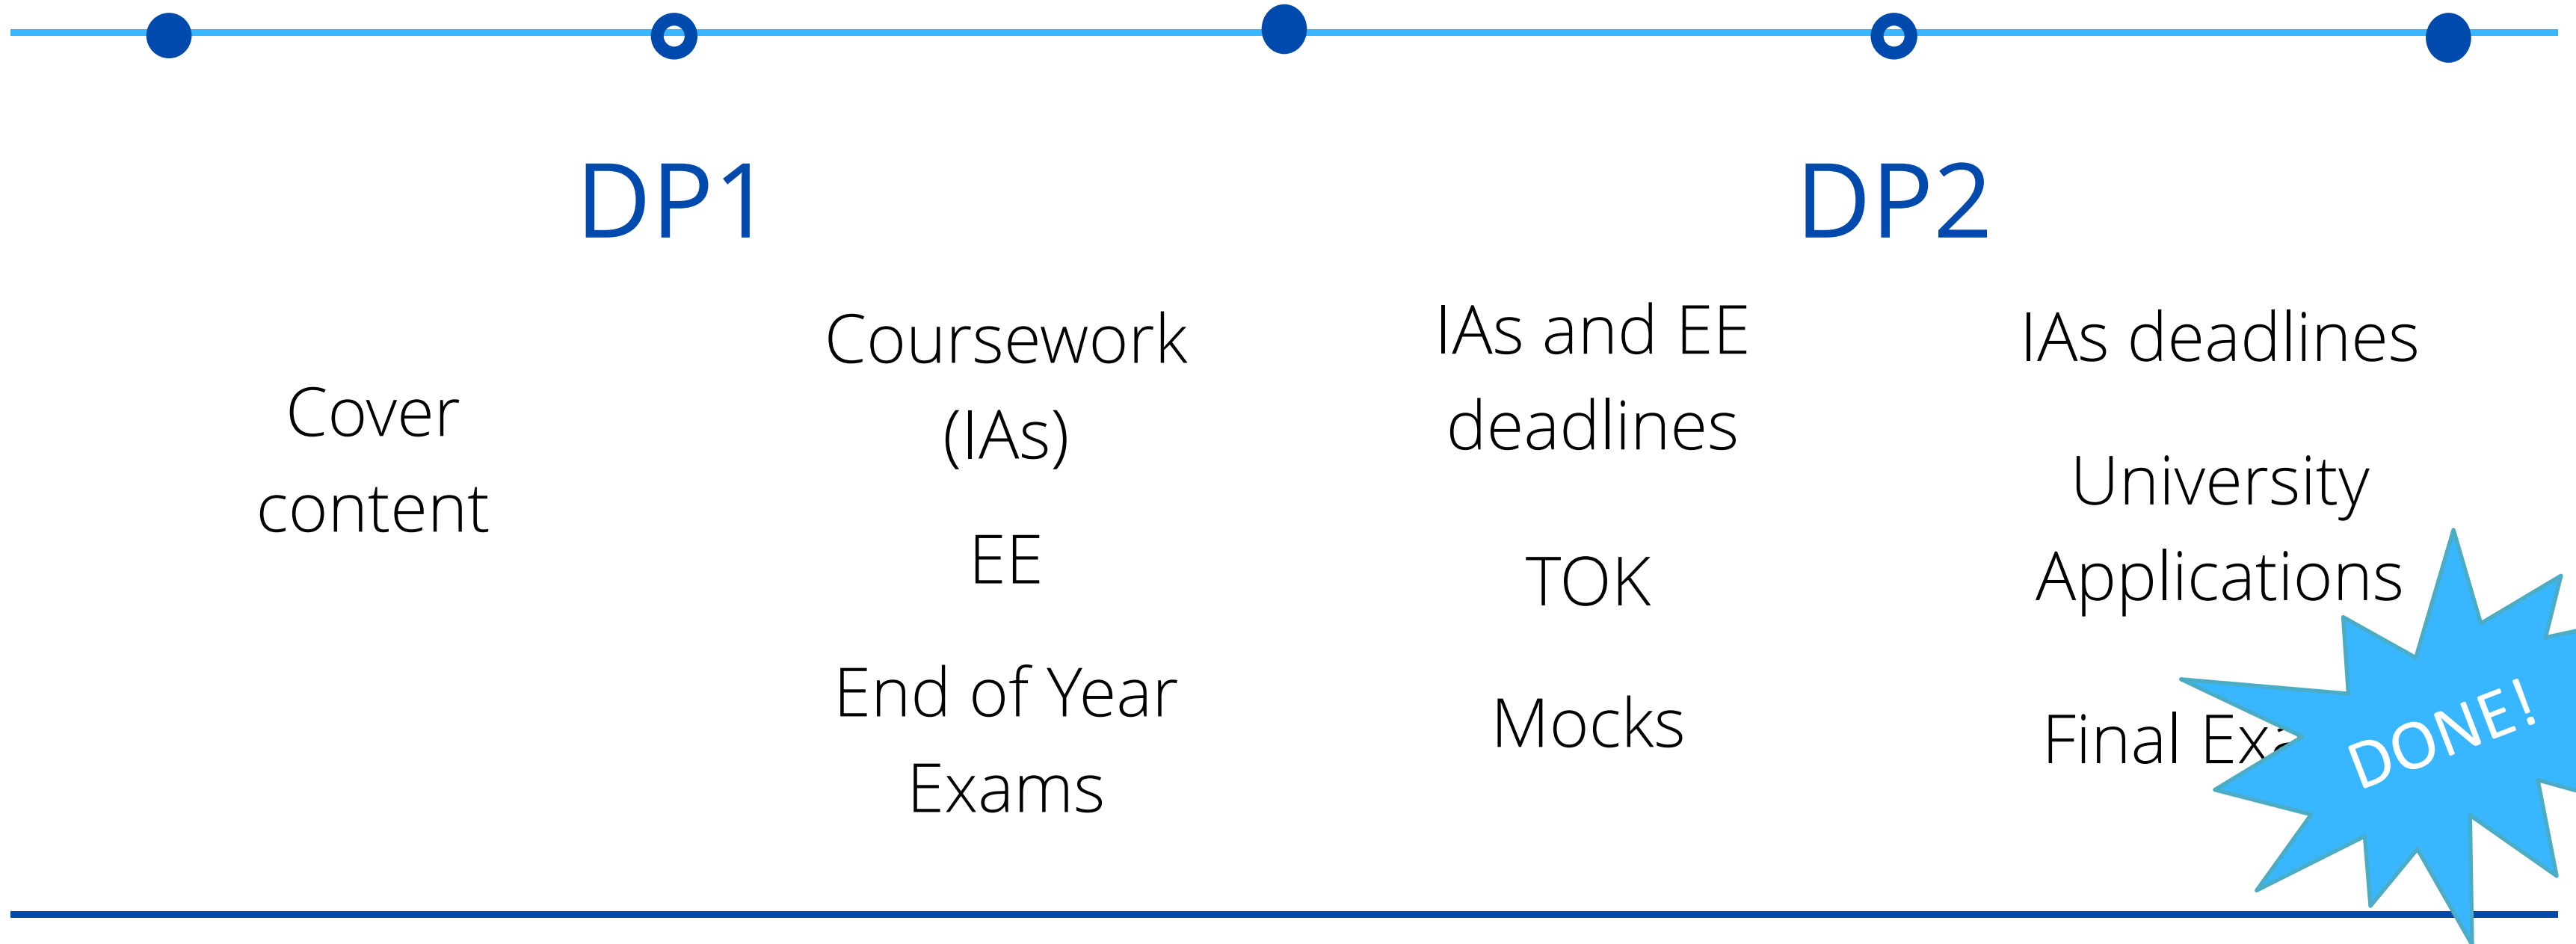 DP1
Cover
content
Coursework
(IAs)
EE
End of Year
Exams
DP2
IAs and EE
deadlines
TOK
Mocks
IAs deadlines
University
Applications
Final
DONE!